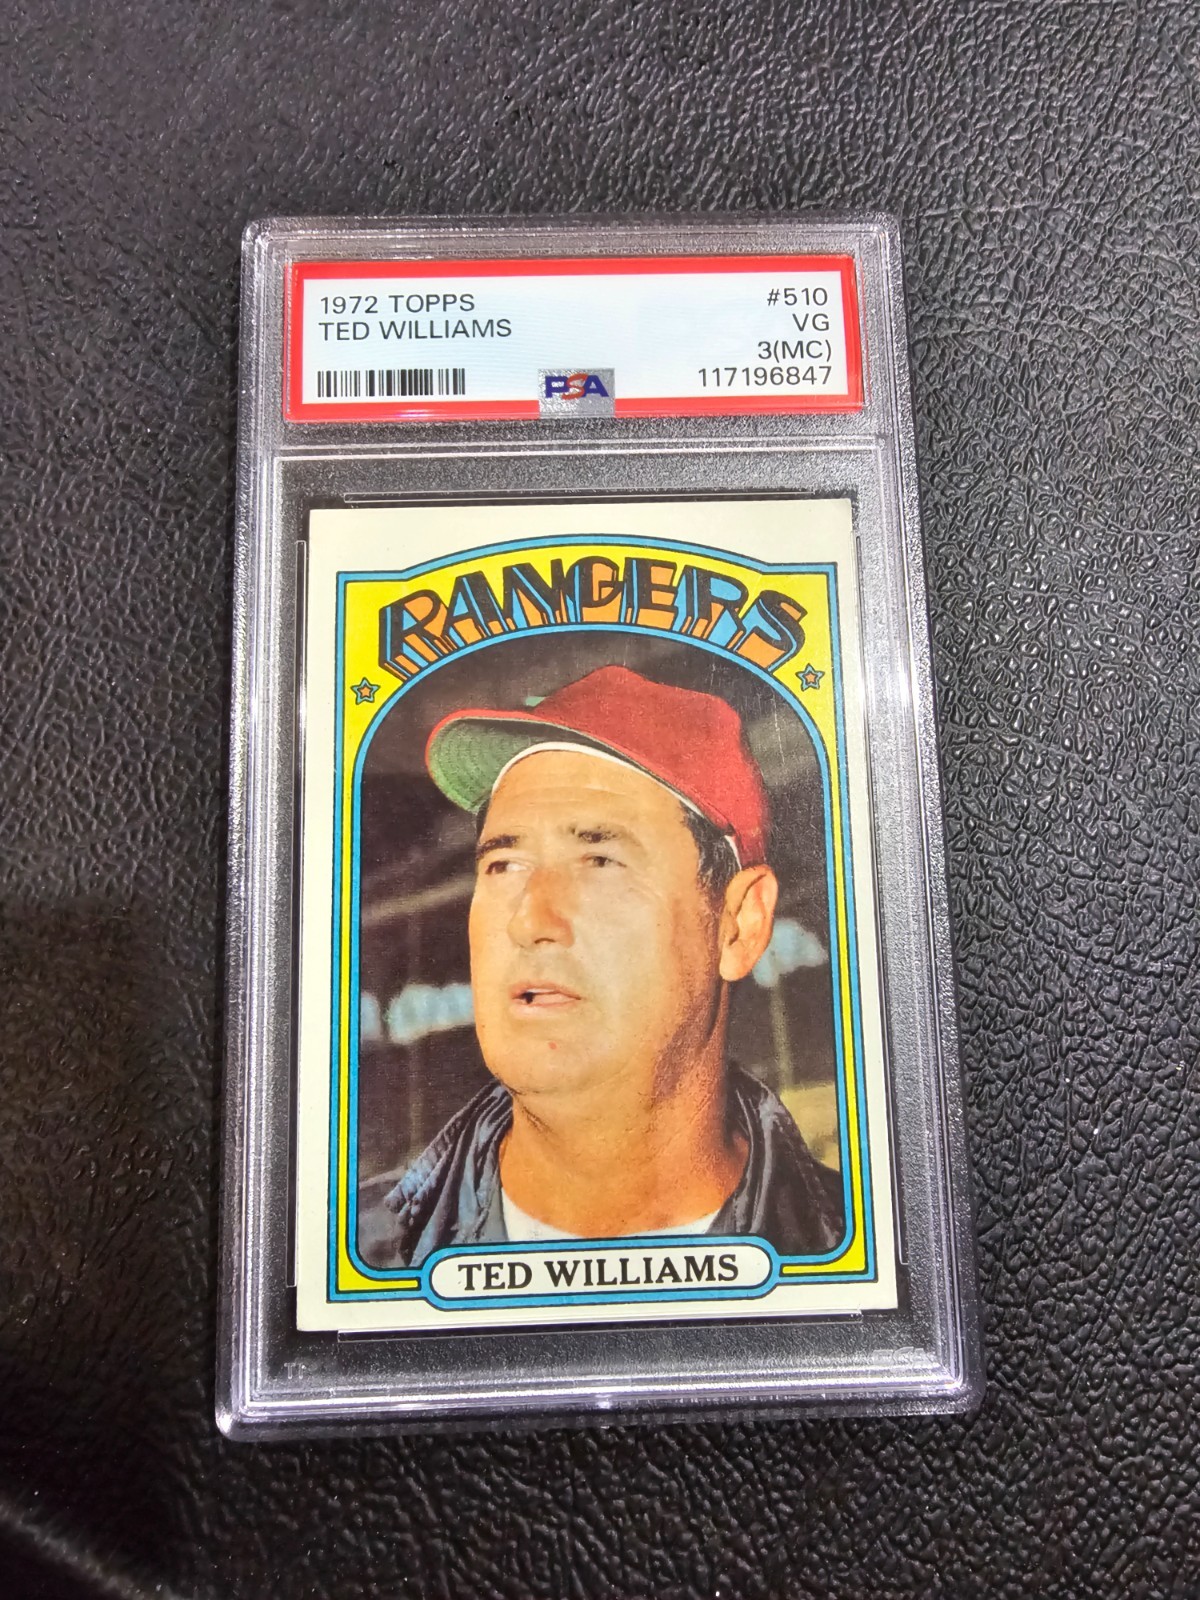 1972 TOPPS #510
TED WILLIAMS VG
3(MC)
PSA 117196847
RANGERS
TED WILLIAMS